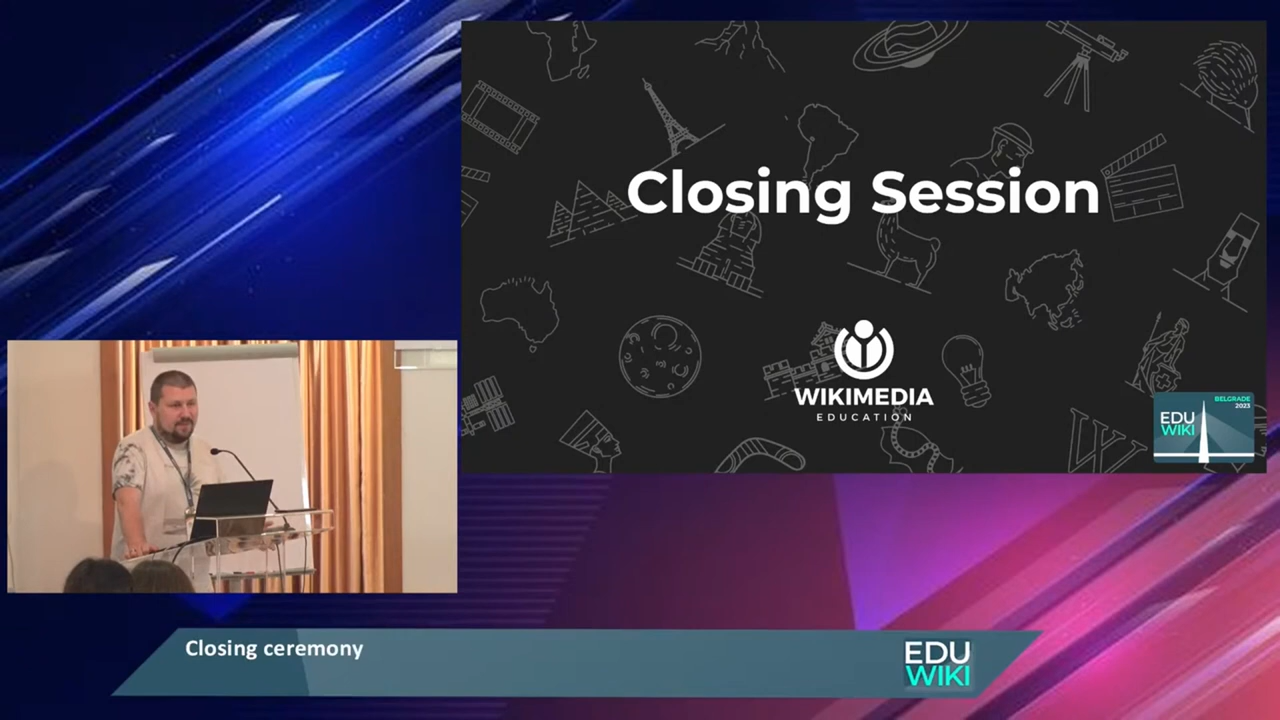 Closing Session
WIKIMEDIA
EDUCATION
BELGRADE
2023
EDU
WIKI
Closing ceremony
EDU
WIKI